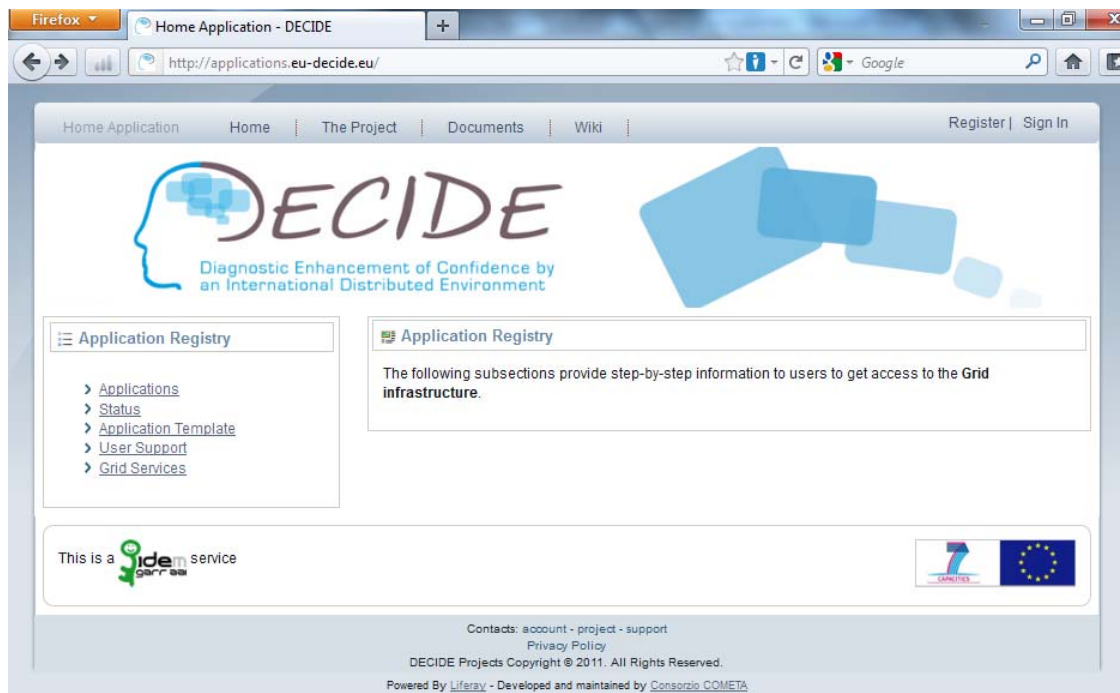 Firefox
Home Application - DECIDE
http://applications.eu-decide.eu/
Google
Home Application
Home
The Project
Documents
Wiki
Register | Sign In
DECIDE
Diagnostic Enhancement of Confidence by
an International Distributed Environment
Application Registry
Applications
Status
Application Template
User Support
Grid Services
Application Registry
The following subsections provide step-by-step information to users to get access to the Grid
infrastructure.
This is a idem service
garr aai
7
CAPACITIES
Contacts: account - project - support
Privacy Policy
DECIDE Projects Copyright © 2011. All Rights Reserved.
Powered By Liferay - Developed and maintained by Consorzio COMETA